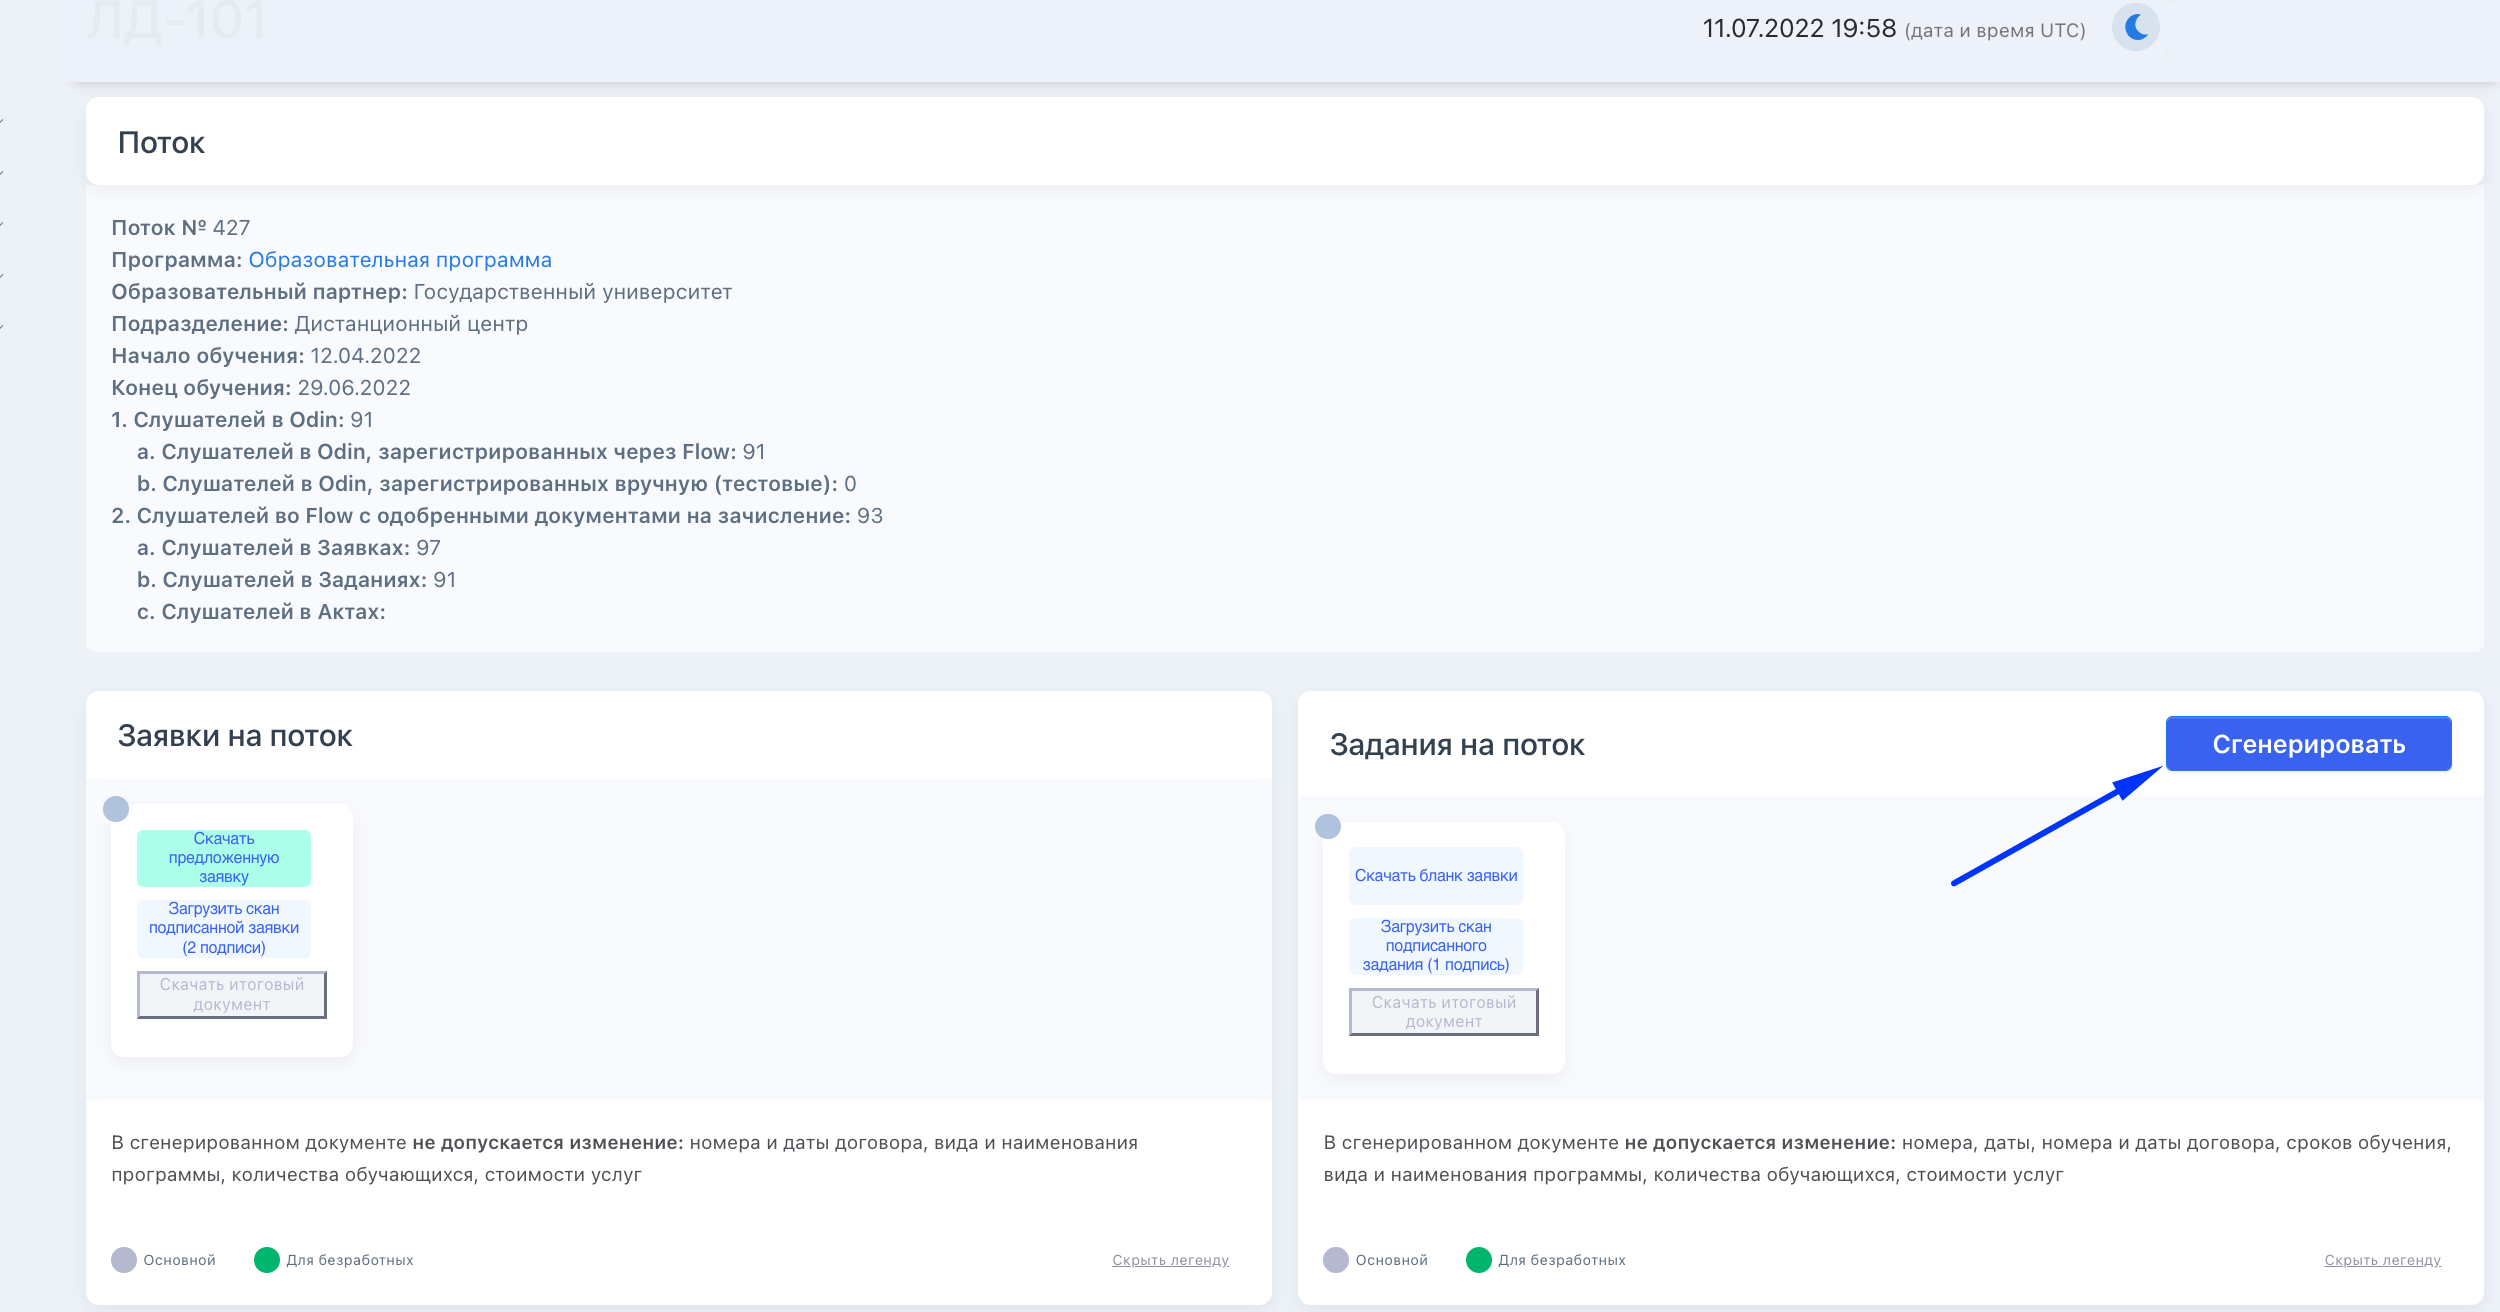 ЛД-101
11.07.2022 19:58 (дата и время UTC)
Поток
Поток № 427
Программа: Образовательная программа
Образовательный партнер: Государственный университет
Подразделение: Дистанционный центр
Начало обучения: 12.04.2022
Конец обучения: 29.06.2022
1. Слушателей в Odin: 91
a. Слушателей в Odin, зарегистрированных через Flow: 91
b. Слушателей в Odin, зарегистрированных вручную (тестовые): 0
2. Слушателей во Flow с одобренными документами на зачисление: 93
a. Слушателей в Заявках: 97
b. Слушателей в Заданиях: 91
c. Слушателей в Актах:
Заявки на поток
Скачать
предложенную
заявку
Загрузить скан
подписанной заявки
(2 подписи)
Скачать итоговый
документ
В сгенерированном документе не допускается изменение: номера и даты договора, вида и наименования
программы, количества обучающихся, стоимости услуг
Основной
Для безработных
Скрыть легенду
Задания на поток
Сгенерировать
Скачать бланк заявки
Загрузить скан
подписанного
задания (1 подпись)
Скачать итоговый
документ
В сгенерированном документе не допускается изменение: номера, даты, номера и даты договора, сроков обучения,
вида и наименования программы, количества обучающихся, стоимости услуг
Основной
Для безработных
Скрыть легенду